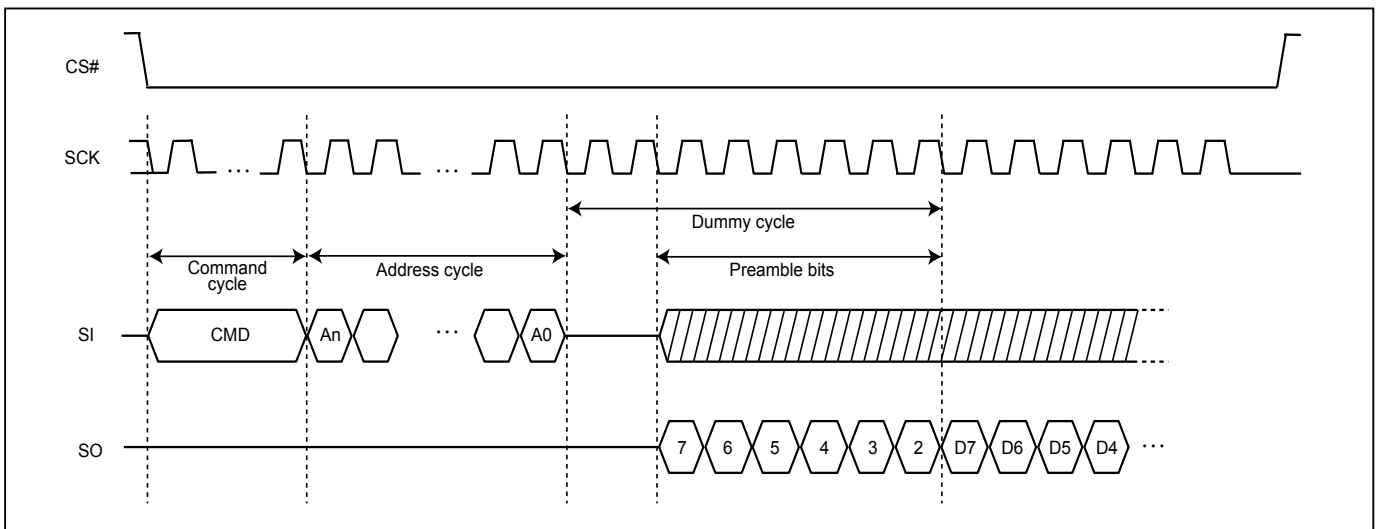 CS#
SCK
... ...
Dummy cycle
Command
cycle
Address cycle
Preamble bits
SI
CMD
An
...
A0
SO
7 6 5 4 3 2 D7 D6 D5 D4 ...